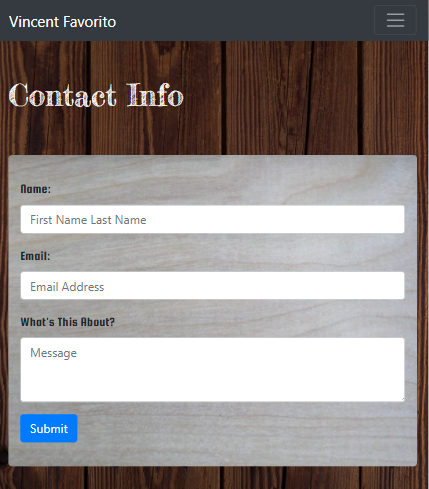 Vincent Favorito
Contact Info
Name:
First Name Last Name
Email:
Email Address
What's This About?
Message
Submit